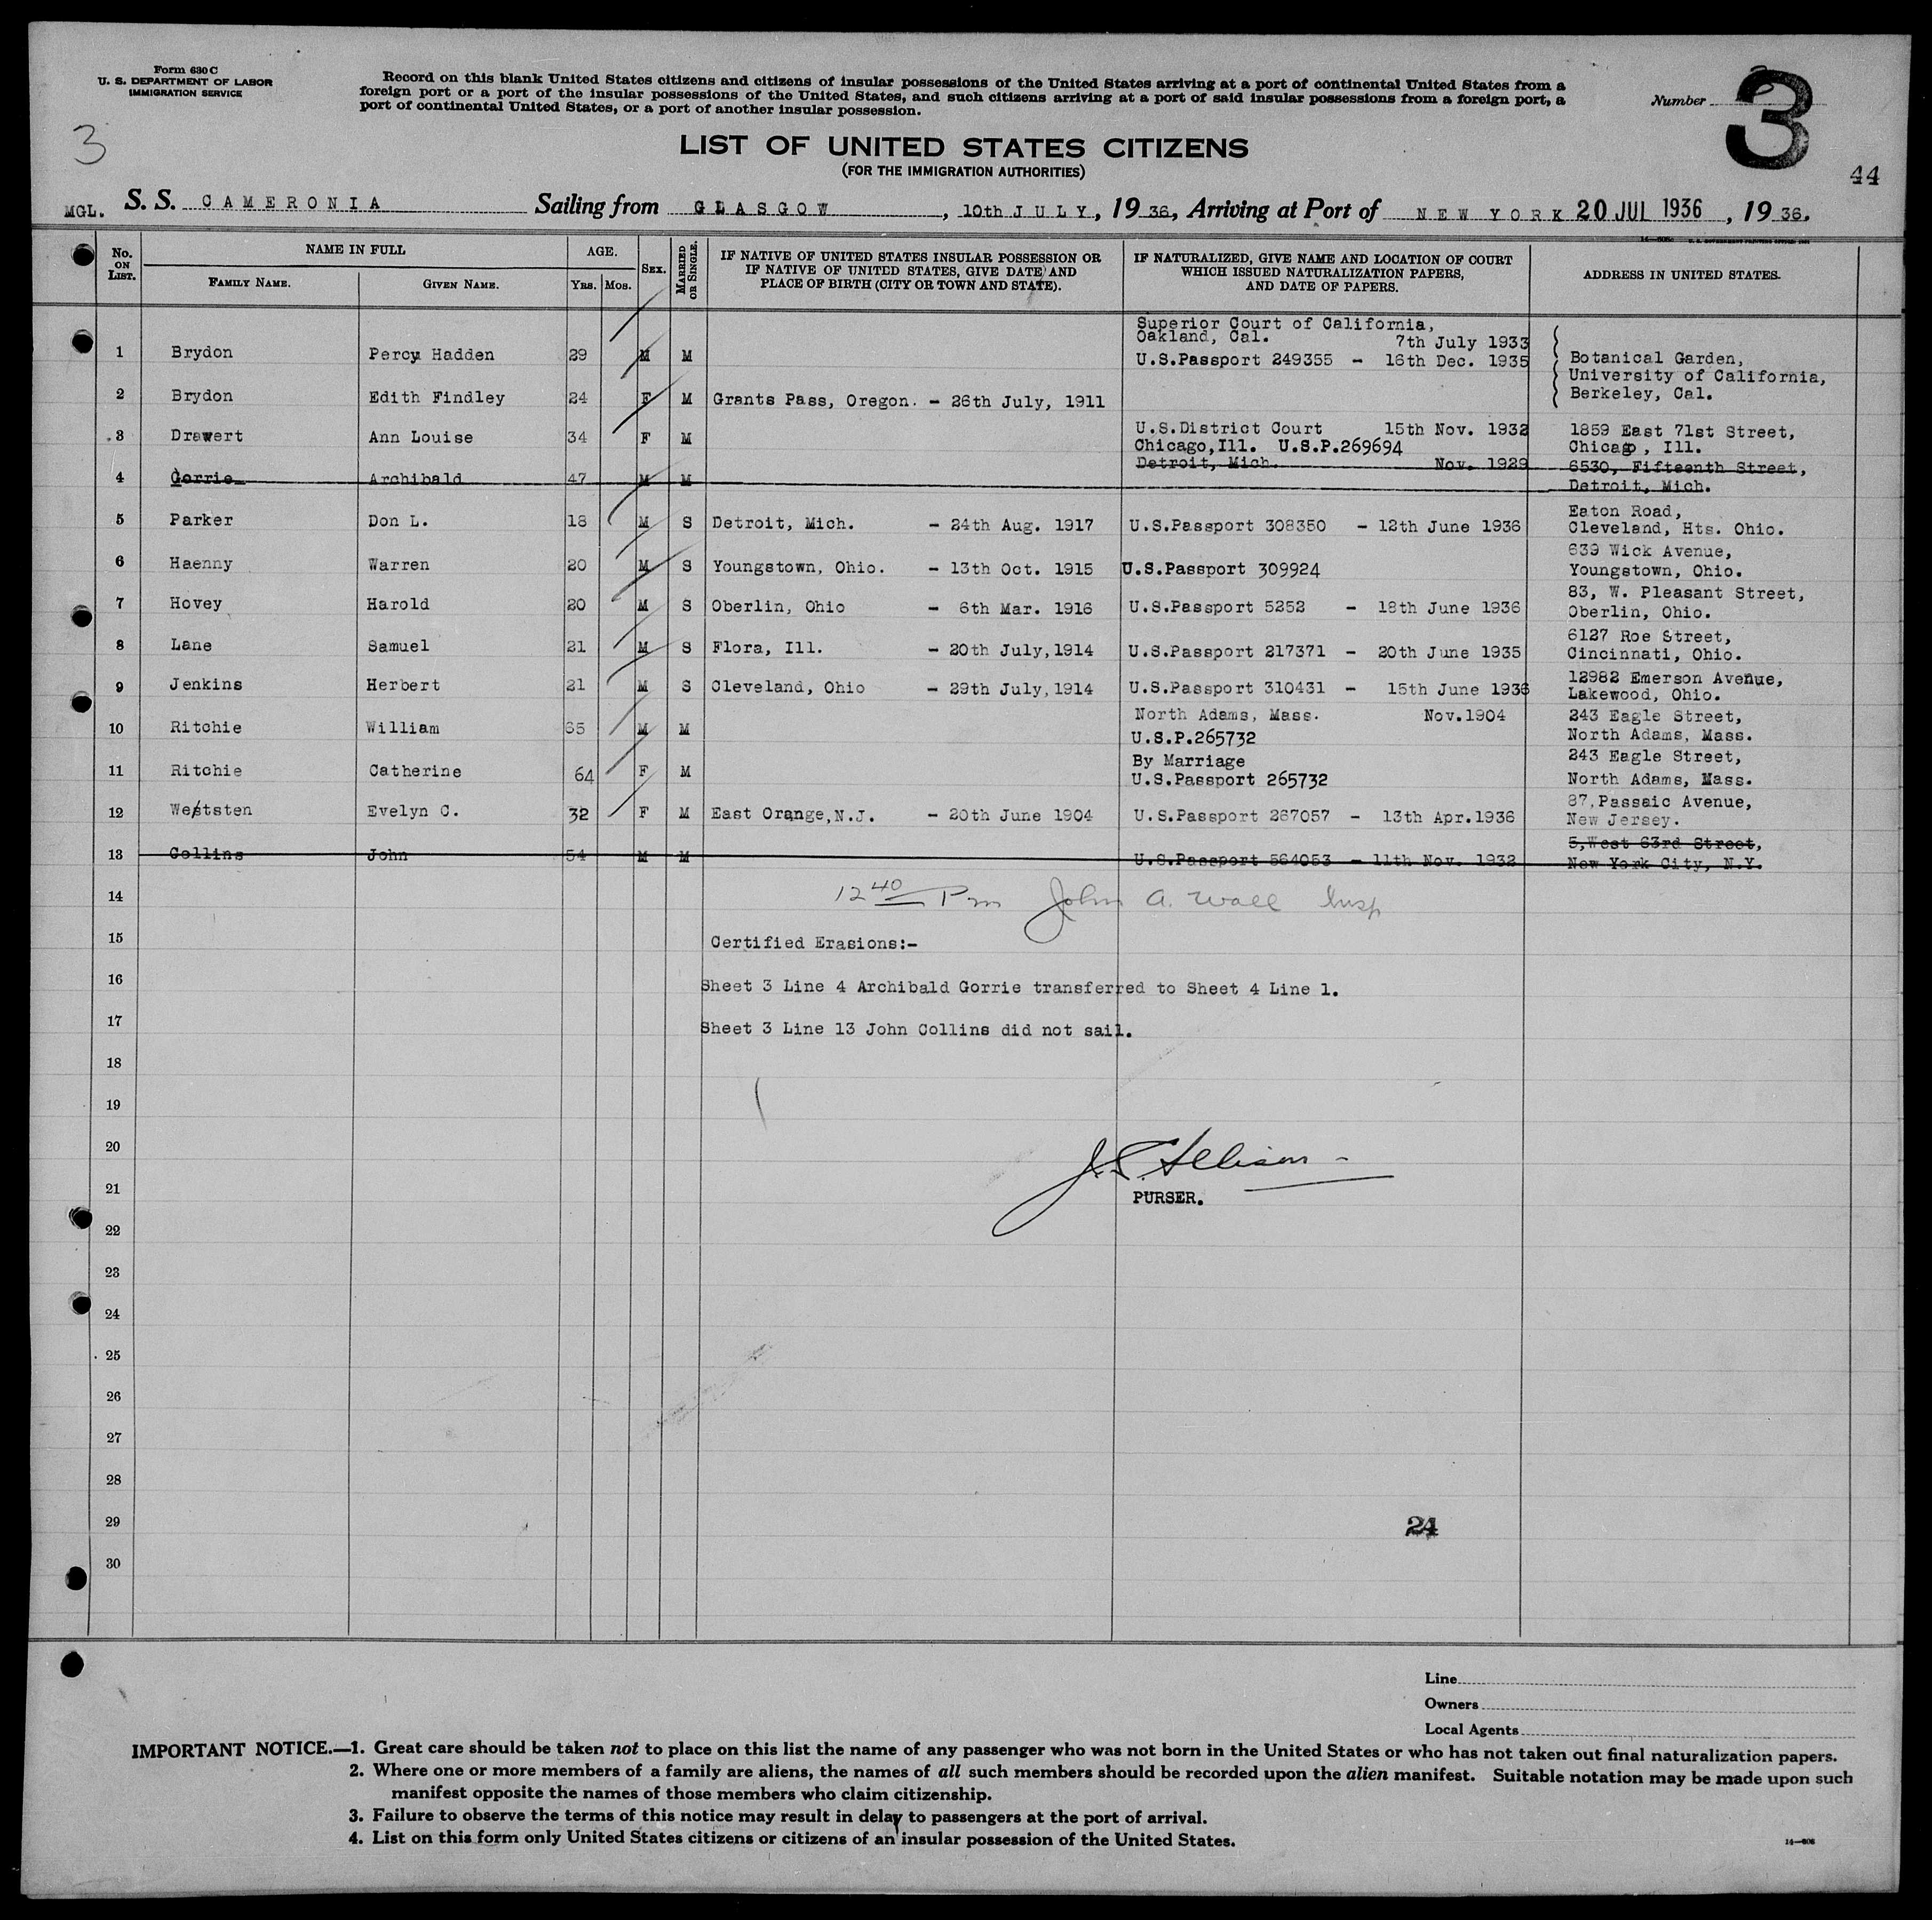 Form 630 C
U. S. DEPARTMENT OF LABOR
IMMIGRATION SERVICE
Record on this blank United States citizens and citizens of insular possessions of the United States arriving at a port of continental United States from a
foreign port or a port of the insular possessions of the United States, and such citizens arriving at a port of said insular possessions from a foreign port, a
port of continental United States, or a port of another insular possession.
Number 3
3
LIST OF UNITED STATES CITIZENS
(FOR THE IMMIGRATION AUTHORITIES)
44
MGL. S. S. CAMERONIA Sailing from GLASGOW, 10th JULY, 19 36, Arriving at Port of NEW YORK 20 JUL 1936, 19 36.
No. ON LIST.
NAME IN FULL
FAMILY NAME.
GIVEN NAME.
AGE.
YRS. MOS.
SEX.
MARRIED OR SINGLE.
IF NATIVE OF UNITED STATES INSULAR POSSESSION OR
IF NATIVE OF UNITED STATES, GIVE DATE AND
PLACE OF BIRTH (CITY OR TOWN AND STATE).
IF NATURALIZED, GIVE NAME AND LOCATION OF COURT
WHICH ISSUED NATURALIZATION PAPERS,
AND DATE OF PAPERS.
ADDRESS IN UNITED STATES.
Superior Court of California,
Oakland, Cal. 7th July 1933
1 Brydon Percy Hadden 29 M M U.S.Passport 249355 - 16th Dec. 1935 Botanical Garden,
University of California,
2 Brydon Edith Findley 24 F M Grants Pass, Oregon. - 26th July, 1911 Berkeley, Cal.
3 Drawert Ann Louise 34 F M U.S.District Court 15th Nov. 1932 1859 East 71st Street,
Chicago,Ill. U.S.P.269694 Chicago, Ill.
4 Gorrie Archibald 47 M M Detroit, Mich. Nov. 1929 6530, Fifteenth Street,
Detroit, Mich.
5 Parker Don L. 18 M S Detroit, Mich. - 24th Aug. 1917 U.S.Passport 308350 - 12th June 1936 Eaton Road,
Cleveland, Hts. Ohio.
6 Haenny Warren 20 M S Youngstown, Ohio. - 13th Oct. 1915 U.S.Passport 309924 639 Wick Avenue,
Youngstown, Ohio.
7 Hovey Harold 20 M S Oberlin, Ohio - 6th Mar. 1916 U.S.Passport 5252 - 18th June 1936 83, W. Pleasant Street,
Oberlin, Ohio.
8 Lane Samuel 21 M S Flora, Ill. - 20th July,1914 U.S.Passport 217371 - 20th June 1935 6127 Roe Street,
Cincinnati, Ohio.
9 Jenkins Herbert 21 M S Cleveland, Ohio - 29th July,1914 U.S.Passport 310431 - 15th June 1936 12982 Emerson Avenue,
Lakewood, Ohio.
10 Ritchie William 65 M M North Adams, Mass. Nov.1904 243 Eagle Street,
U.S.P.265732 North Adams, Mass.
11 Ritchie Catherine 64 F M By Marriage 243 Eagle Street,
U.S.Passport 265732 North Adams, Mass.
12 Wettsten Evelyn C. 32 F M East Orange,N.J. - 20th June 1904 U.S.Passport 267057 - 13th Apr.1936 87,Passaic Avenue,
New Jersey.
13 Collins John 54 M M U.S.Passport 564053 - 11th Nov. 1932 5,West 63rd Street,
New York City, N.Y.
14 12 40 Pm John A. Wall Insp
15 Certified Erasions:-
16 Sheet 3 Line 4 Archibald Gorrie transferred to Sheet 4 Line 1.
17 Sheet 3 Line 13 John Collins did not sail.
18
19
20
21 PURSER.
22
23
24
25
26
27
28
29 24
30
Line
Owners
Local Agents
IMPORTANT NOTICE.—1. Great care should be taken not to place on this list the name of any passenger who was not born in the United States or who has not taken out final naturalization papers.
2. Where one or more members of a family are aliens, the names of all such members should be recorded upon the alien manifest. Suitable notation may be made upon such
manifest opposite the names of those members who claim citizenship.
3. Failure to observe the terms of this notice may result in delay to passengers at the port of arrival.
4. List on this form only United States citizens or citizens of an insular possession of the United States.